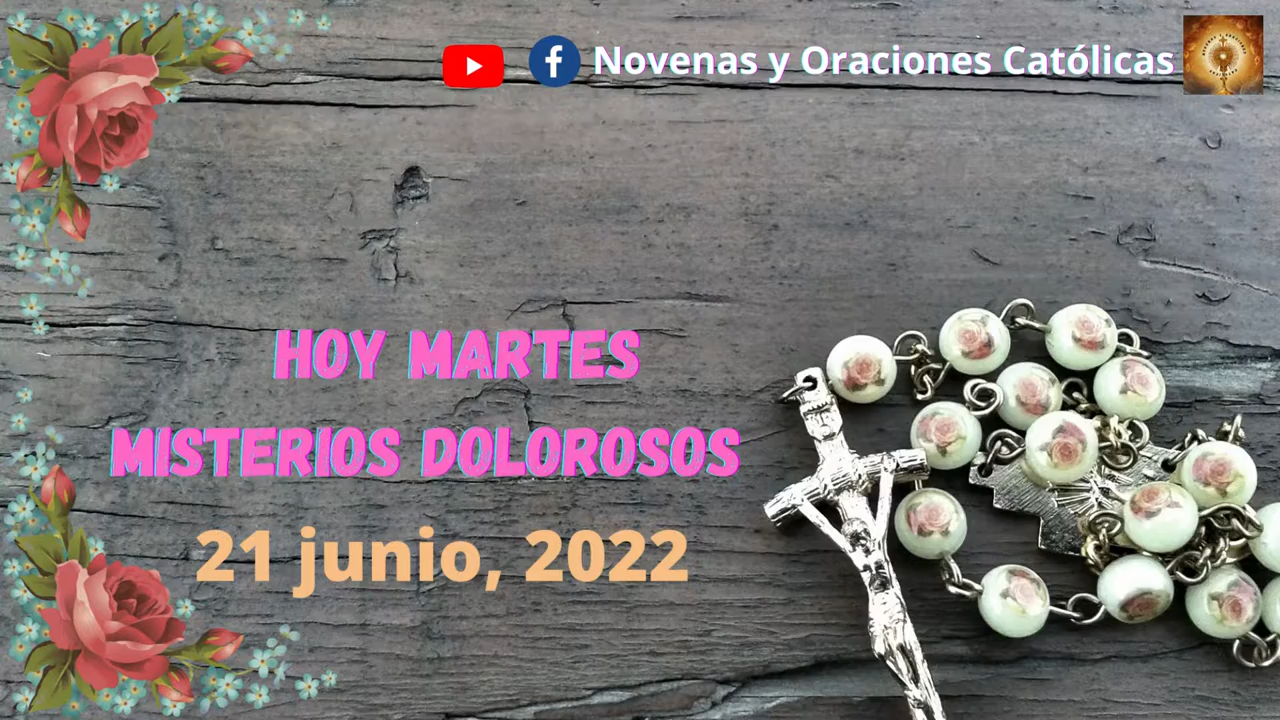 Novenas y Oraciones Católicas
HOY MARTES
MISTERIOS DOLOROSOS
21 junio, 2022